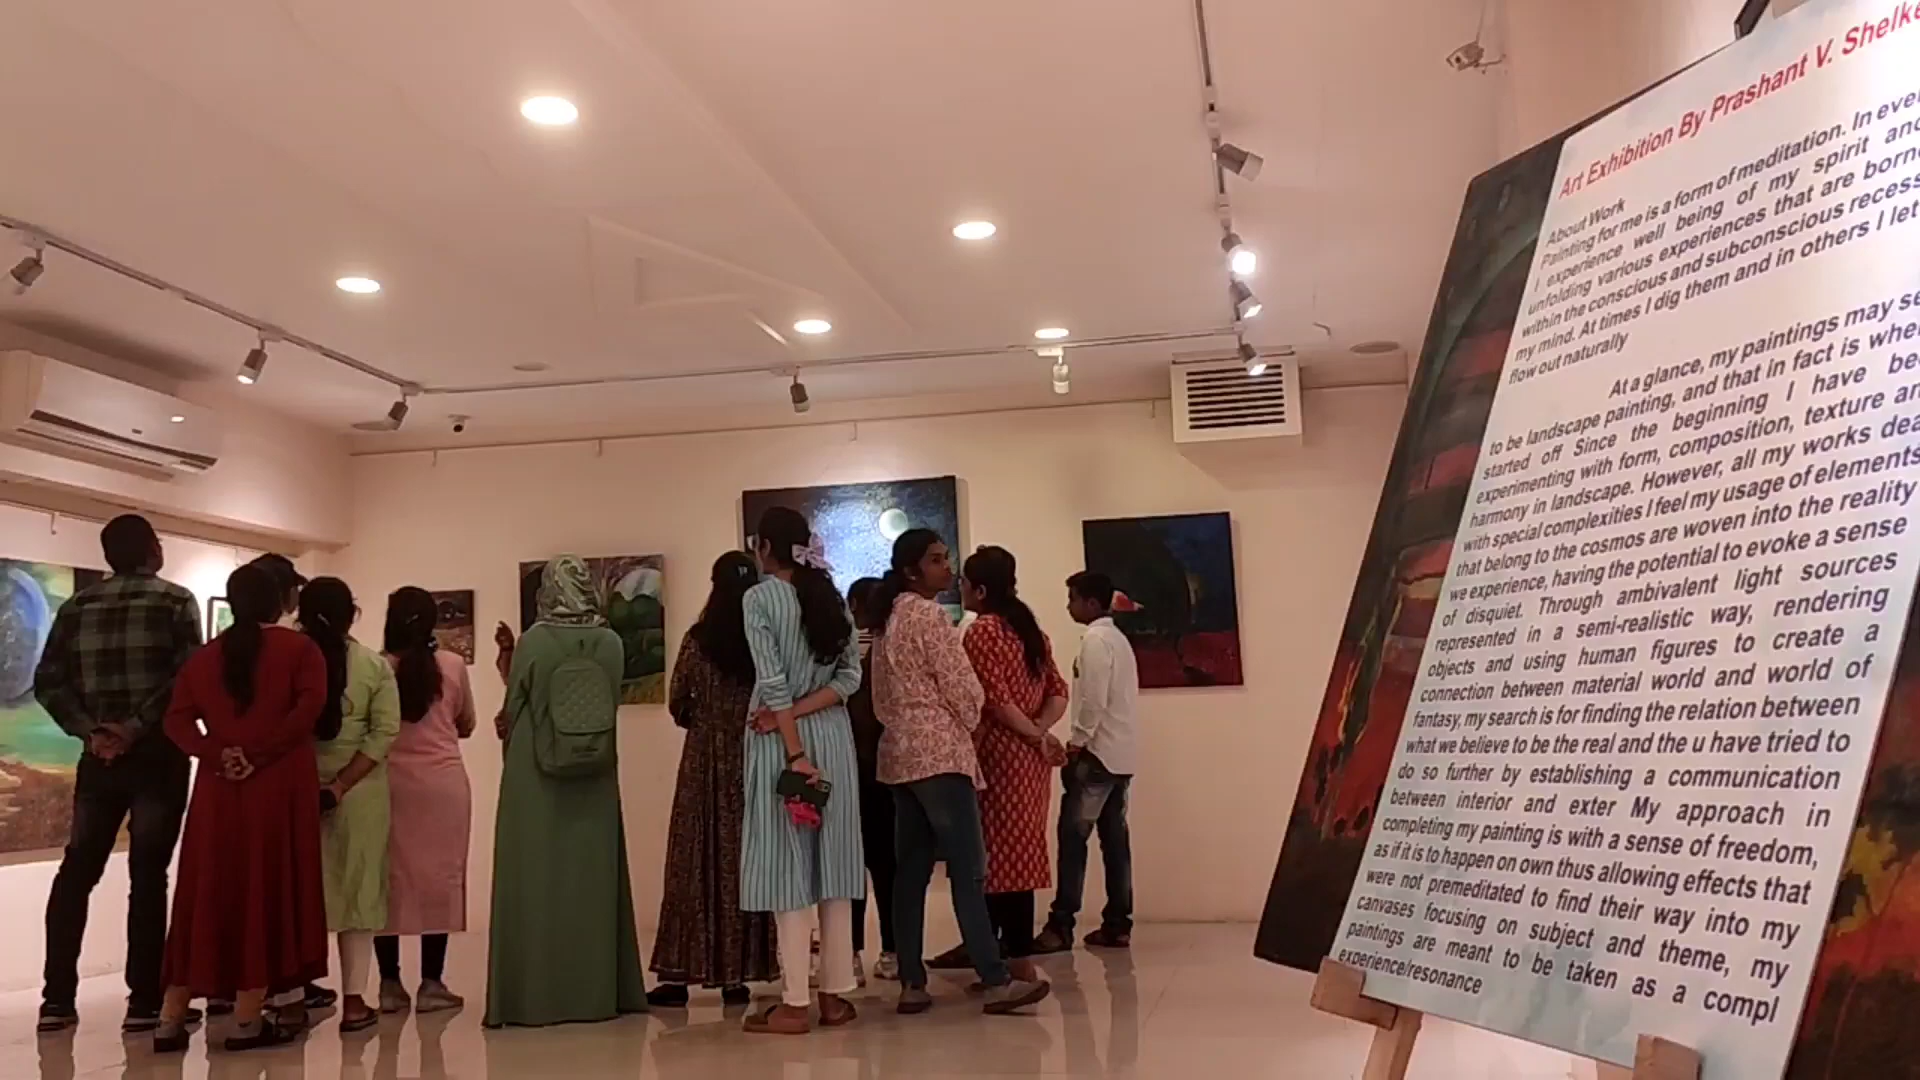 Art Exhibition By Prashant V. Shelke
About Work
Painting for me is a form of meditation. In
I experience well being of my spirit and
unfolding various experiences that are
within the conscious and subconscious
my mind. At times I dig them and in others I let
flow out naturally
At a glance, my paintings may
to be landscape painting, and that in fact is
started off Since the beginning I have
experimenting with form, composition, texture
harmony in landscape. However, all my works
with special complexities I feel my usage of elements
that belong to the cosmos are woven into the reality
we experience, having the potential to evoke a sense
of disquiet. Through ambivalent light sources
represented in a semi-realistic way, rendering
objects and using human figures to create a
connection between material world and world of
fantasy, my search is for finding the relation between
what we believe to be the real and the u have tried to
do so further by establishing a communication
between interior and exter My approach in
completing my painting is with a sense of freedom,
as if it is to happen on own thus allowing effects that
were not premeditated to find their way into my
canvases focusing on subject and theme, my
paintings are meant to be taken as a compl
experience/resonance